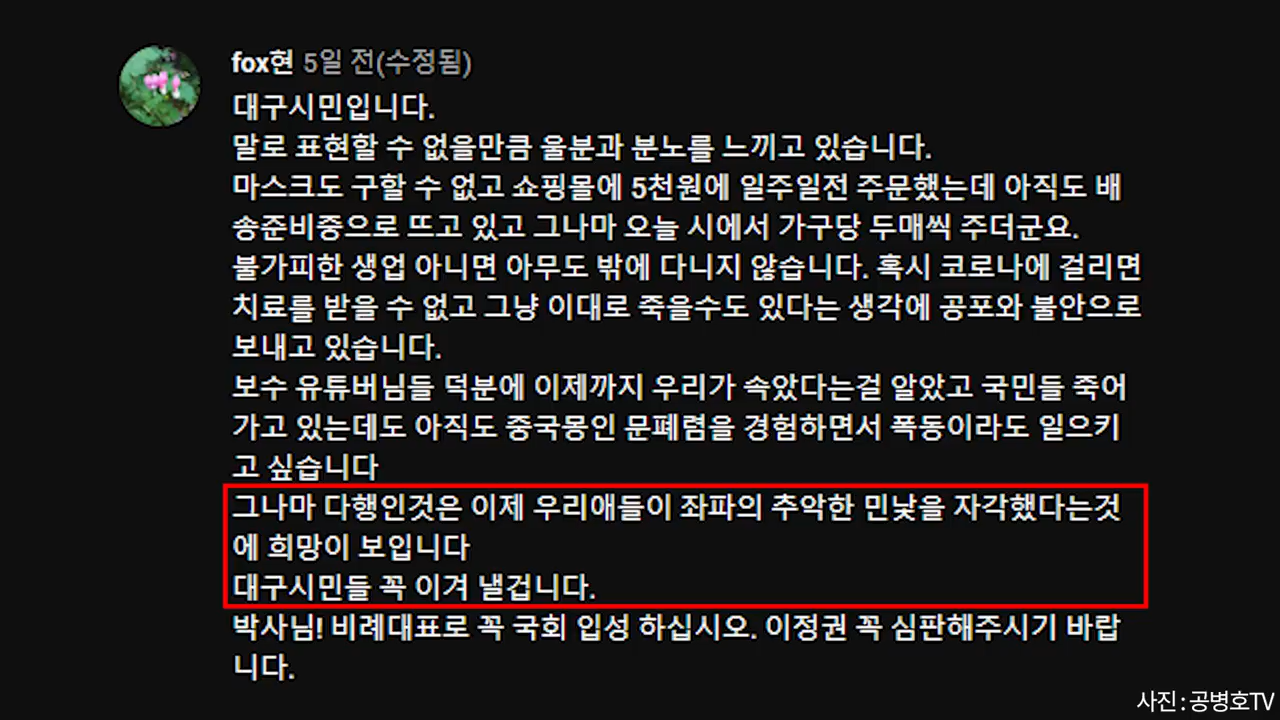 fox현 5일 전(수정됨)
대구시민입니다.
말로 표현할 수 없을만큼 울분과 분노를 느끼고 있습니다.
마스크도 구할 수 없고 쇼핑몰에 5천원에 일주일전 주문했는데 아직도 배
송준비중으로 뜨고 있고 그나마 오늘 시에서 가구당 두매씩 주더군요.
불가피한 생업 아니면 아무도 밖에 다니지 않습니다. 혹시 코로나에 걸리면
치료를 받을 수 없고 그냥 이대로 죽을수도 있다는 생각에 공포와 불안으로
보내고 있습니다.
보수 유튜버님들 덕분에 이제까지 우리가 속았다는걸 알았고 국민들 죽어
가고 있는데도 아직도 중국몽인 문폐렴을 경험하면서 폭동이라도 일으키
고 싶습니다
그나마 다행인것은 이제 우리애들이 좌파의 추악한 민낯을 자각했다는것
에 희망이 보입니다
대구시민들 꼭 이겨 낼겁니다.
박사님! 비례대표로 꼭 국회 입성 하십시오. 이정권 꼭 심판해주시기 바랍
니다.
사진 : 공병호TV